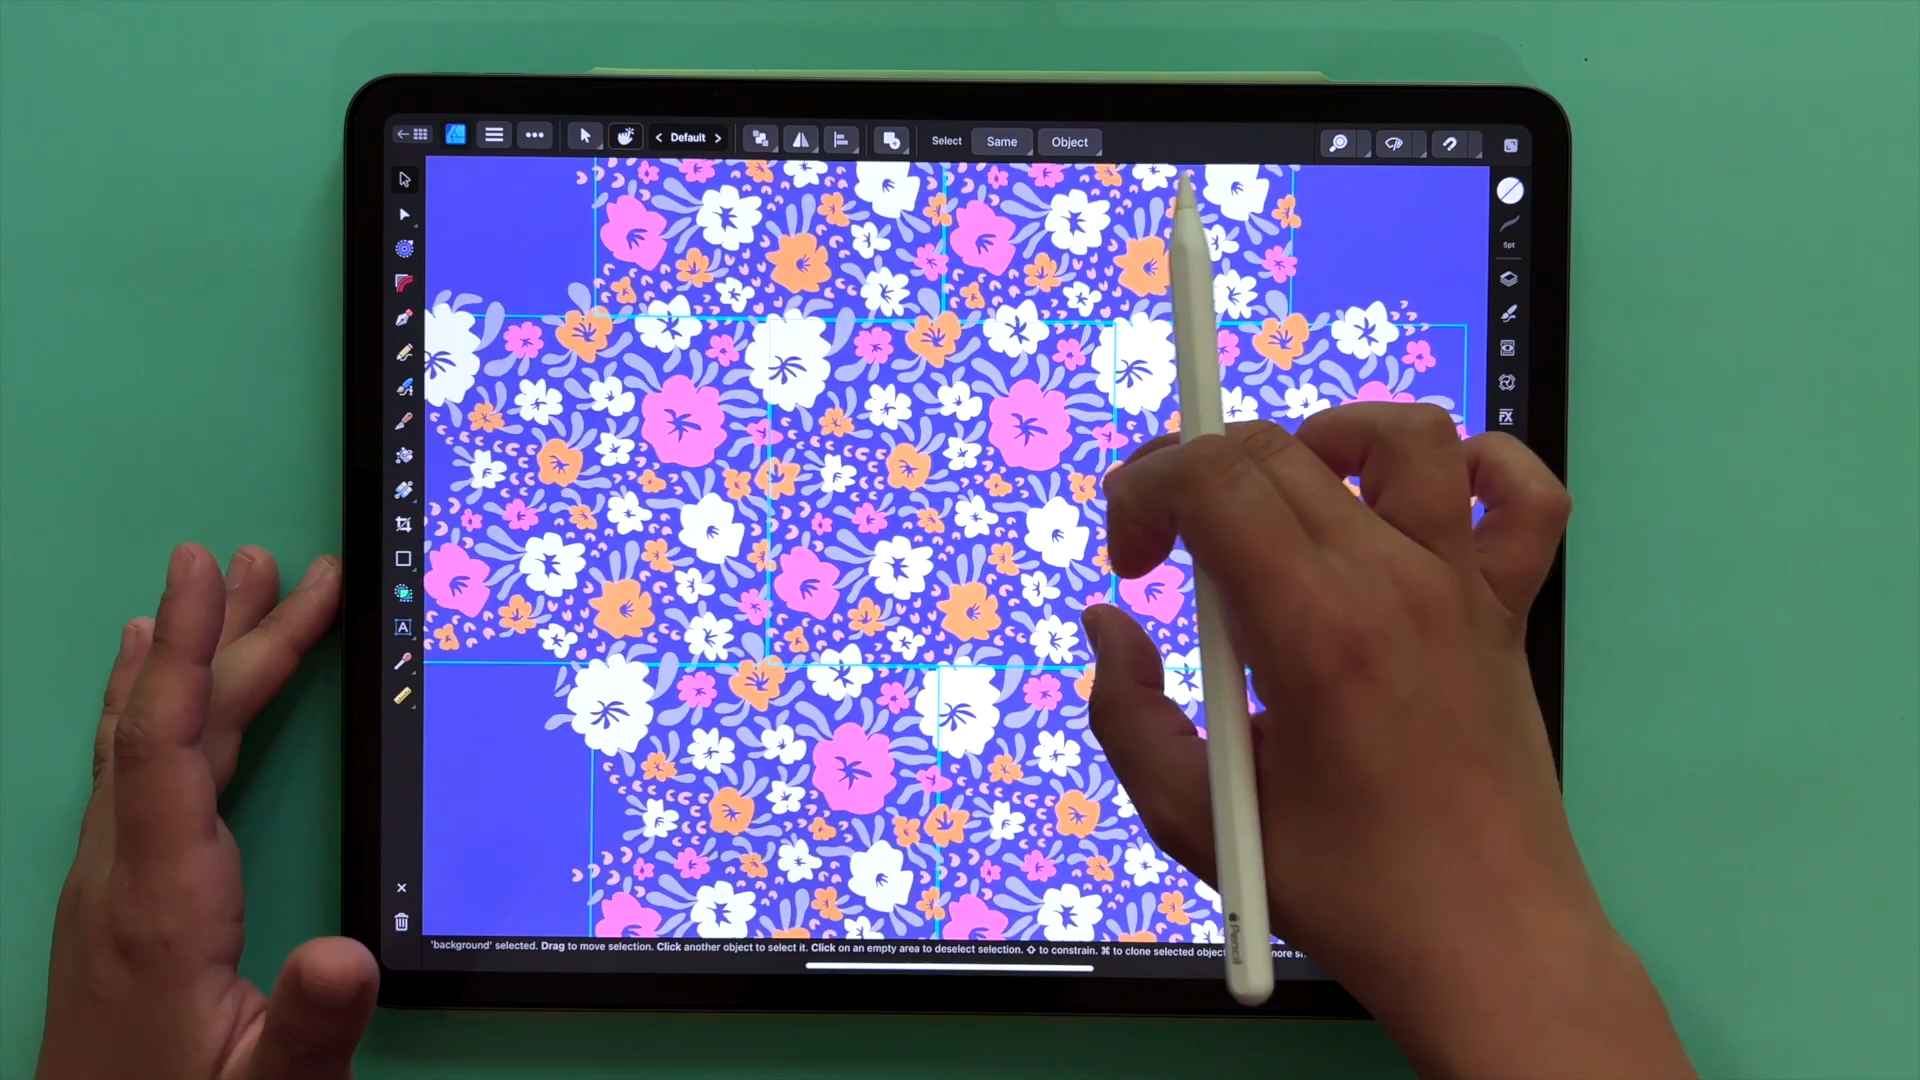 Default
Select
Same
Object
5pt
FX
A
'background' selected. Drag to move selection. Click another object to select it. Click on an empty area to deselect selection. ⇧ to constrain. ⌘ to clone selected
Pencil